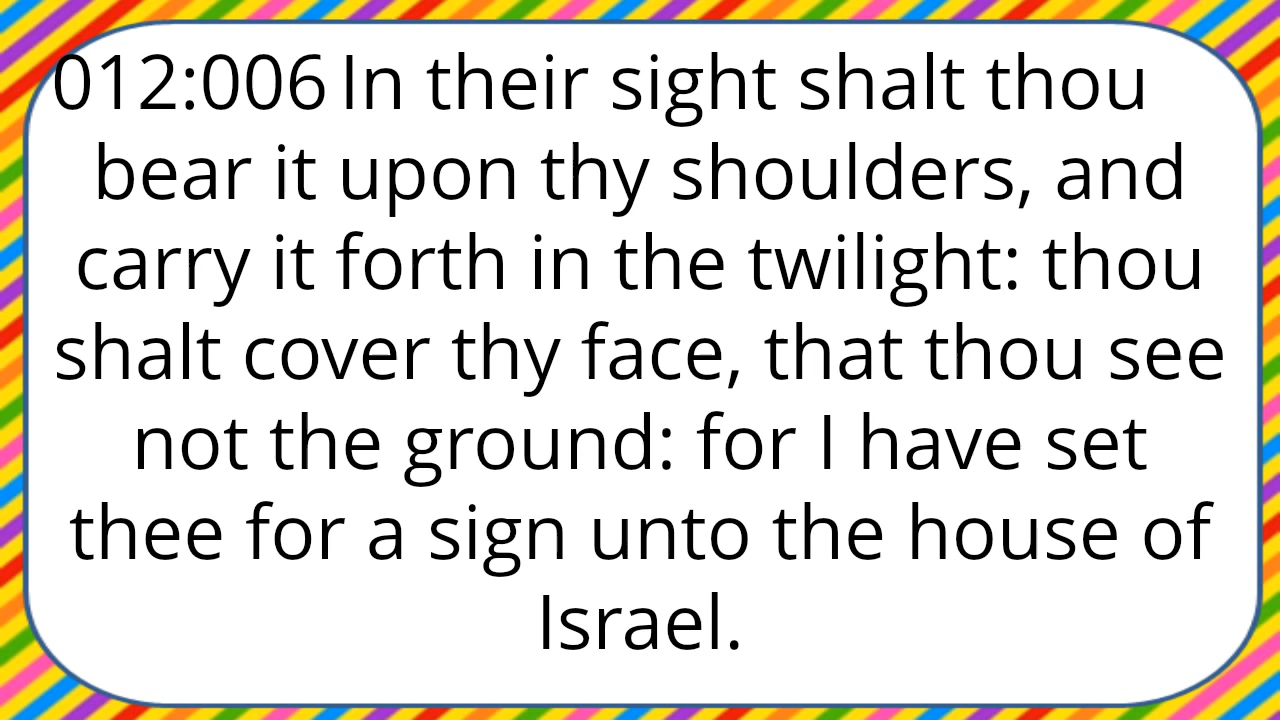 012:006 In their sight shalt thou
bear it upon thy shoulders, and
carry it forth in the twilight: thou
shalt cover thy face, that thou see
not the ground: for I have set
thee for a sign unto the house of
Israel.